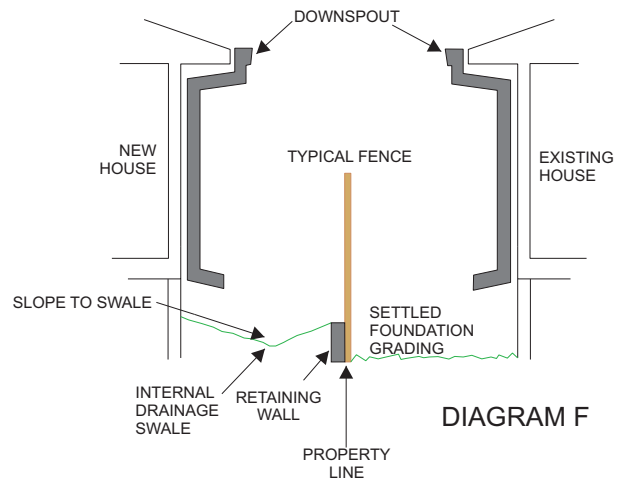 DOWNSPOUT
NEW
HOUSE
TYPICAL FENCE
EXISTING
HOUSE
SLOPE TO SWALE
SETTLED
FOUNDATION
GRADING
INTERNAL
DRAINAGE
SWALE
RETAINING
WALL
PROPERTY
LINE
DIAGRAM F